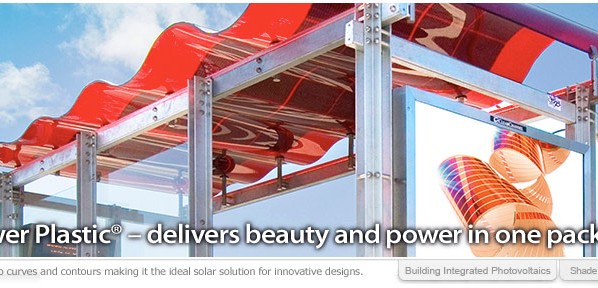 ver Plastic® – delivers beauty and power in one pack
o curves and contours making it the ideal solar solution for innovative designs.
Building Integrated Photovoltaics
Shade